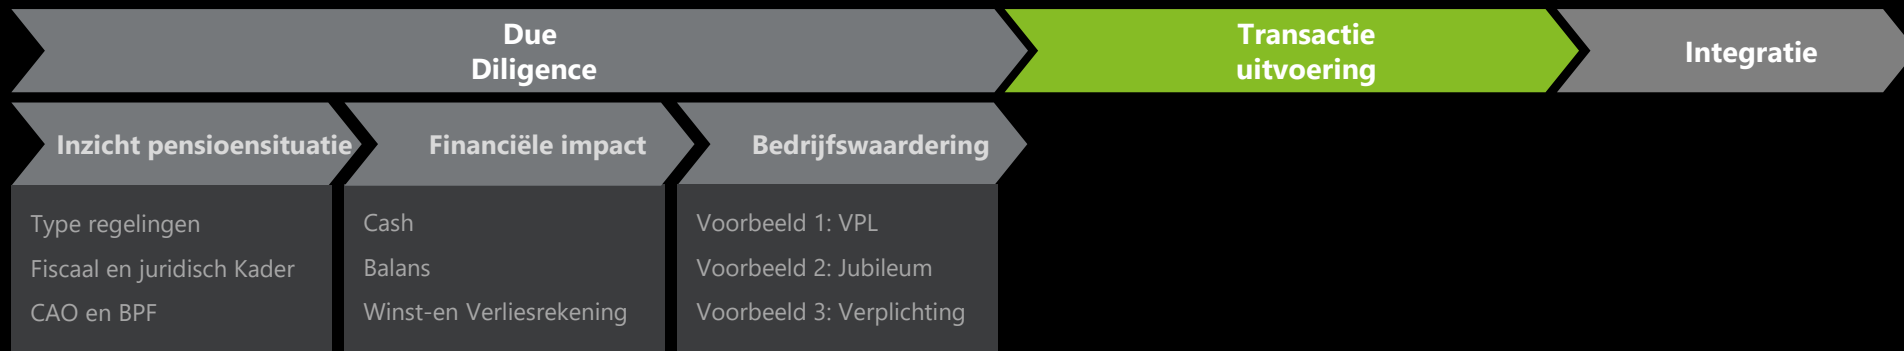 Due
Diligence
Transactie
uitvoering
Integratie
Inzicht pensioensituatie
Financiële impact
Bedrijfswaardering
Type regelingen
Fiscaal en juridisch Kader
CAO en BPF
Cash
Balans
Winst-en Verliesrekening
Voorbeeld 1: VPL
Voorbeeld 2: Jubileum
Voorbeeld 3: Verplichting